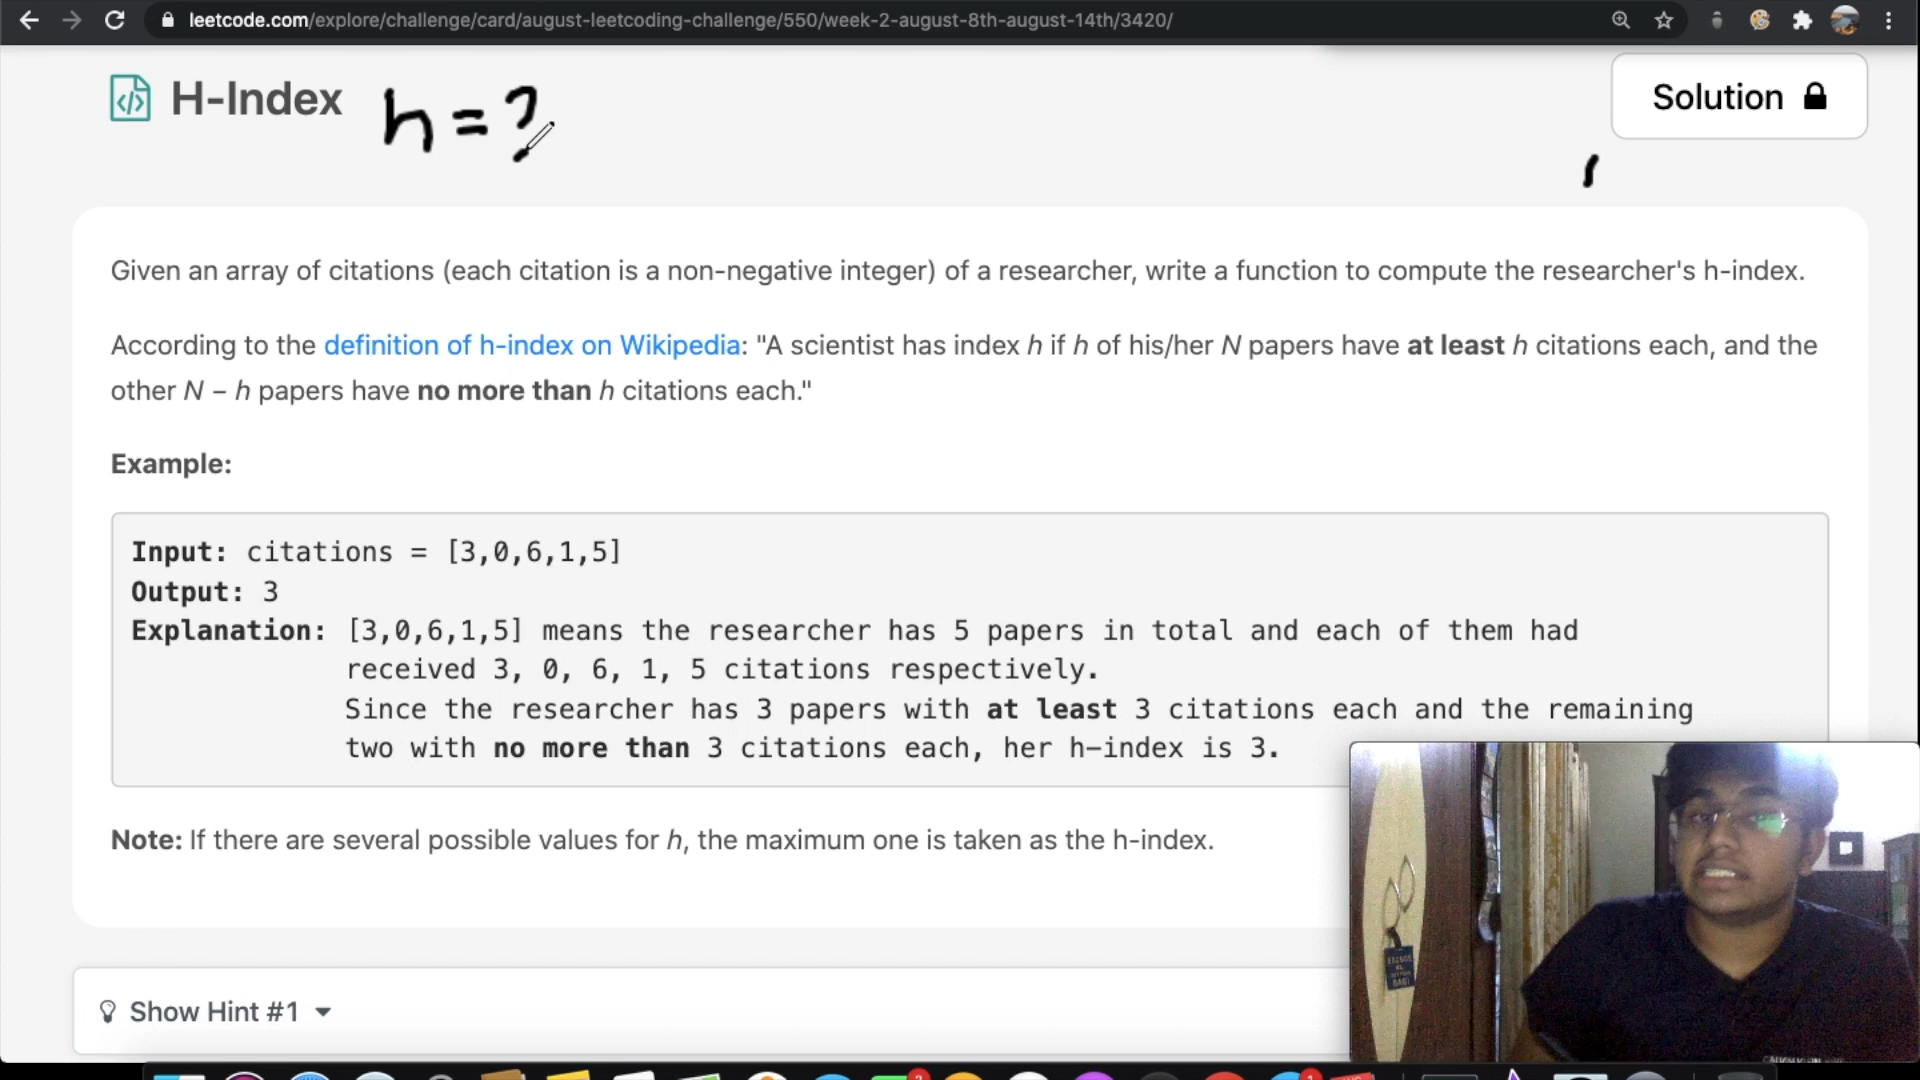 leetcode.com/explore/challenge/card/august-leetcoding-challenge/550/week-2-august-8th-august-14th/3420/
H-Index h=?
Solution
Given an array of citations (each citation is a non-negative integer) of a researcher, write a function to compute the researcher's h-index.
According to the definition of h-index on Wikipedia: "A scientist has index h if h of his/her N papers have at least h citations each, and the
other N − h papers have no more than h citations each."
Example:
Input: citations = [3,0,6,1,5]
Output: 3
Explanation: [3,0,6,1,5] means the researcher has 5 papers in total and each of them had
received 3, 0, 6, 1, 5 citations respectively.
Since the researcher has 3 papers with at least 3 citations each and the remaining
two with no more than 3 citations each, her h-index is 3.
Note: If there are several possible values for h, the maximum one is taken as the h-index.
Show Hint #1